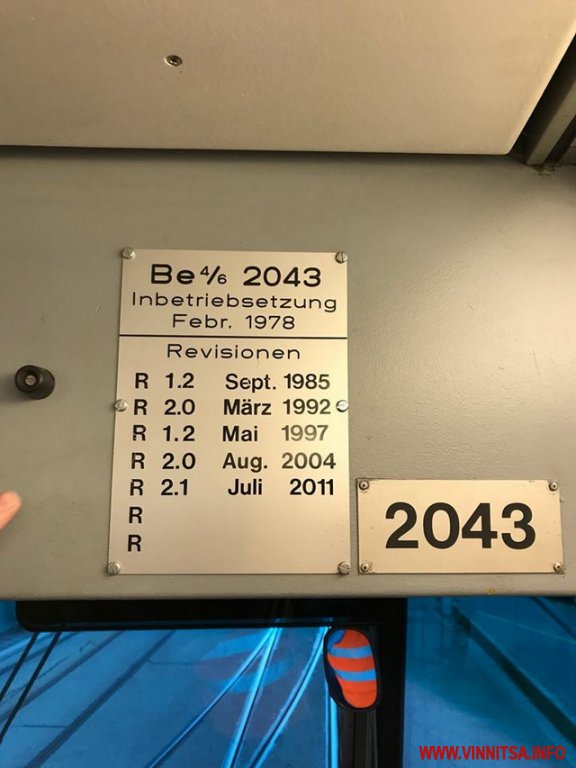 Be 4/6 2043
Inbetriebsetzung
Febr. 1978
Revisionen
R 1.2 Sept. 1985
R 2.0 März 1992
R 1.2 Mai 1997
R 2.0 Aug. 2004
R 2.1 Juli 2011
R
R
2043
WWW.VINNITSA.INFO